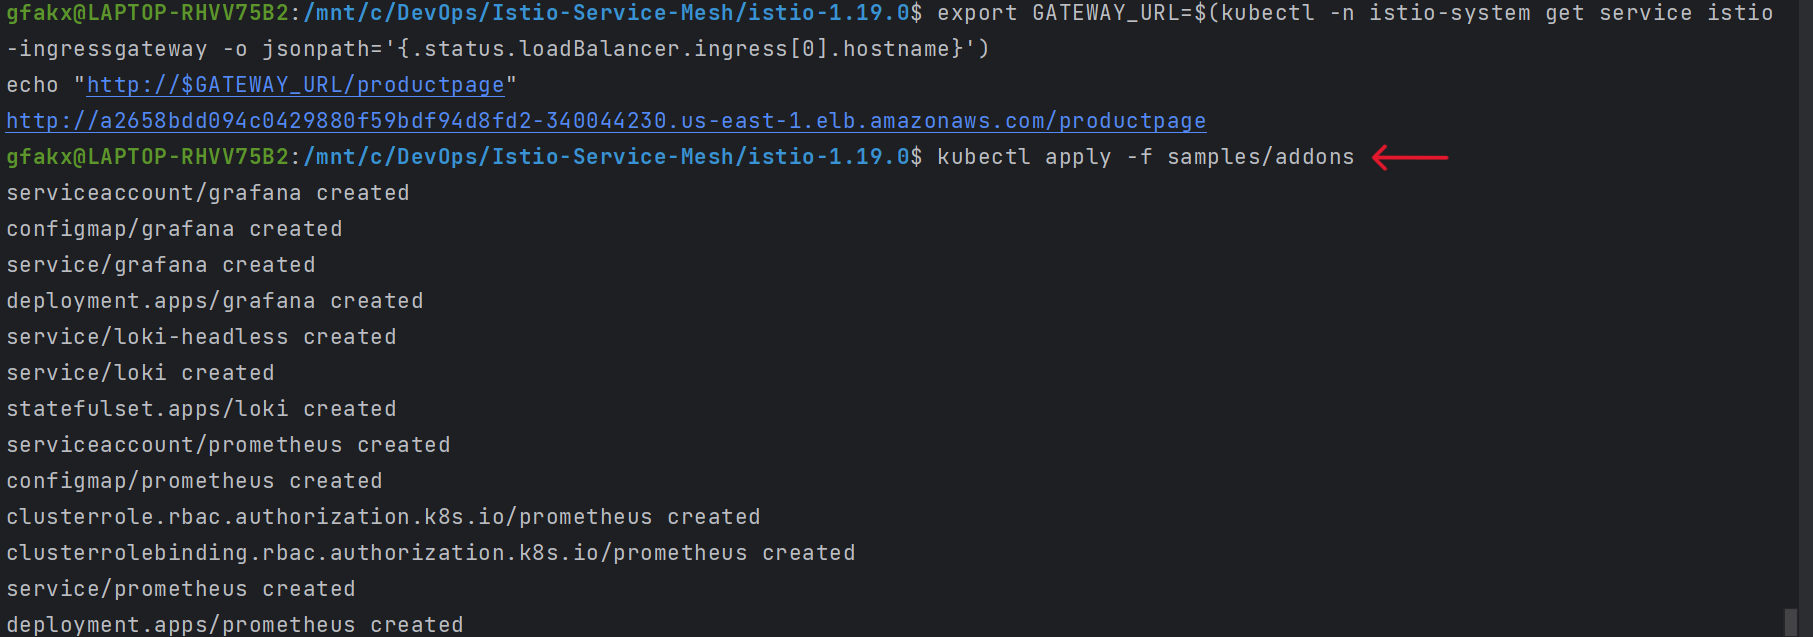 gfakx@LAPTOP-RHVV75B2:/mnt/c/DevOps/Istio-Service-Mesh/istio-1.19.0$ export GATEWAY_URL=$(kubectl -n istio-system get service istio
-ingressgateway -o jsonpath='{.status.loadBalancer.ingress[0].hostname}')
echo "http://$GATEWAY_URL/productpage"
http://a2658bdd094c0429880f59bdf94d8fd2-340044230.us-east-1.elb.amazonaws.com/productpage
gfakx@LAPTOP-RHVV75B2:/mnt/c/DevOps/Istio-Service-Mesh/istio-1.19.0$ kubectl apply -f samples/addons
serviceaccount/grafana created
configmap/grafana created
service/grafana created
deployment.apps/grafana created
service/loki-headless created
service/loki created
statefulset.apps/loki created
serviceaccount/prometheus created
configmap/prometheus created
clusterrole.rbac.authorization.k8s.io/prometheus created
clusterrolebinding.rbac.authorization.k8s.io/prometheus created
service/prometheus created
deployment.apps/prometheus created